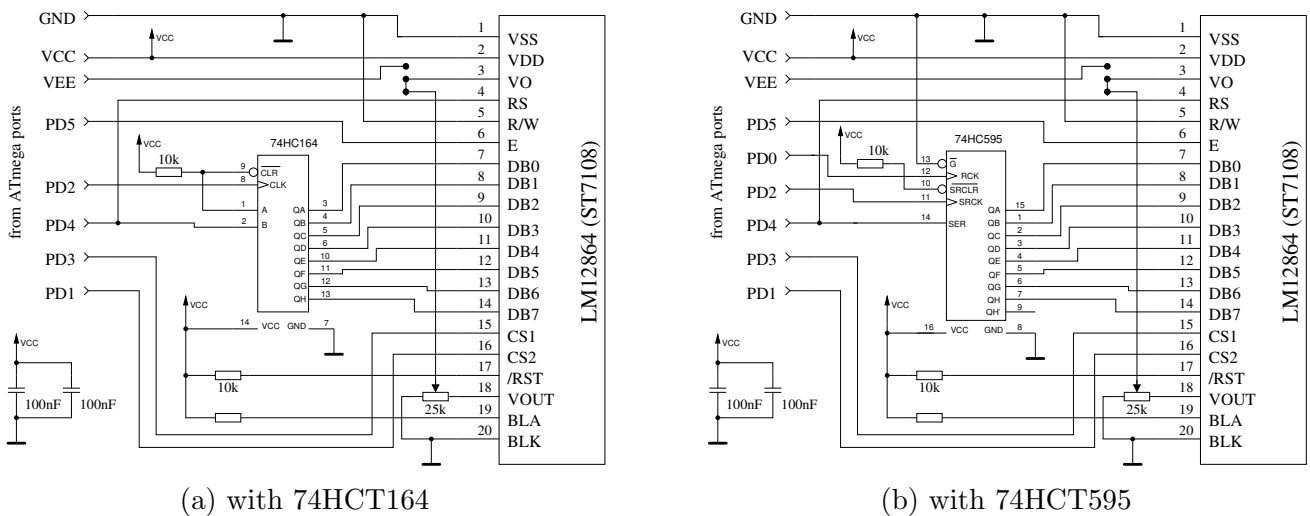 GND
VCC
VEE
PD5
PD2
PD4
PD3
PD1
from ATmega ports
VCC
VCC
10k
74HC164
9
8
1
2
CLR
CLK
A
B
QA
QB
QC
QD
QE
QF
QG
QH
3
4
5
6
10
11
12
13
14
VCC
GND
7
VCC
10k
VCC
100nF
100nF
25k
1
2
3
4
5
6
7
8
9
10
11
12
13
14
15
16
17
18
19
20
VSS
VDD
VO
RS
R/W
E
DB0
DB1
DB2
DB3
DB4
DB5
DB6
DB7
CS1
CS2
/RST
VOUT
BLA
BLK
LM12864 (ST7108)
(a) with 74HCT164
GND
VCC
VEE
PD5
PD0
PD2
PD4
PD3
PD1
from ATmega ports
VCC
VCC
10k
74HC595
13
12
10
11
14
G
RCK
SRCLR
SRCK
SER
QA
QB
QC
QD
QE
QF
QG
QH
QH'
15
1
2
3
4
5
6
7
9
16
VCC
GND
8
VCC
10k
VCC
100nF
100nF
25k
1
2
3
4
5
6
7
8
9
10
11
12
13
14
15
16
17
18
19
20
VSS
VDD
VO
RS
R/W
E
DB0
DB1
DB2
DB3
DB4
DB5
DB6
DB7
CS1
CS2
/RST
VOUT
BLA
BLK
LM12864 (ST7108)
(b) with 74HCT595